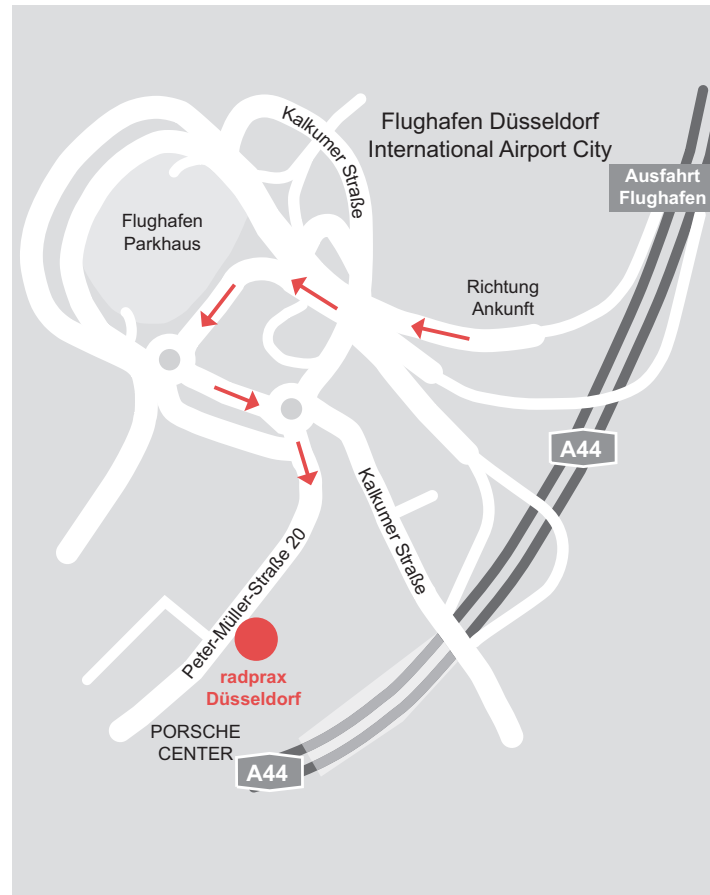 Kalkumer Straße
Flughafen Düsseldorf
International Airport City
Ausfahrt
Flughafen
Flughafen
Parkhaus
Richtung
Ankunft
A44
Kalkumer Straße
Peter-Müller-Straße 20
radprax
Düsseldorf
PORSCHE
CENTER
A44